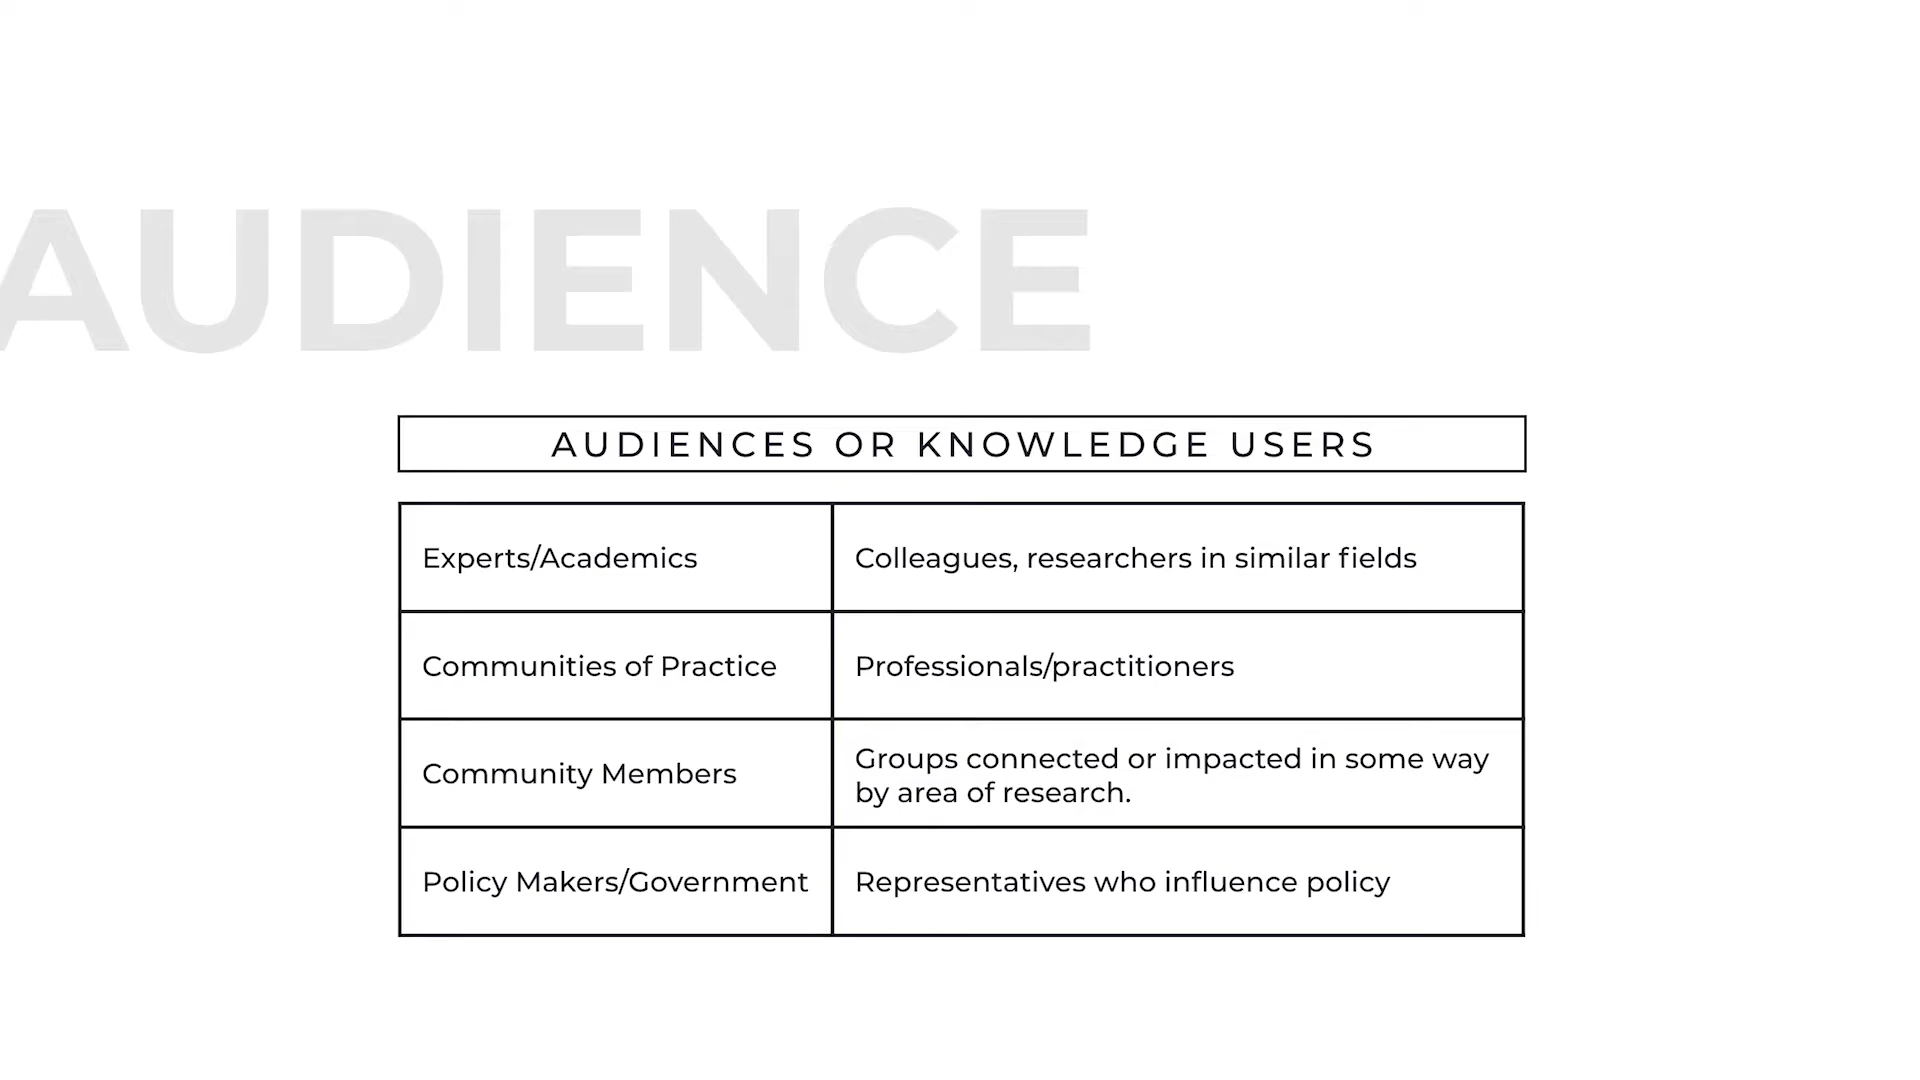 AUDIENCE
AUDIENCES OR KNOWLEDGE USERS
Experts/Academics
Colleagues, researchers in similar fields
Communities of Practice
Professionals/practitioners
Community Members
Groups connected or impacted in some way
by area of research.
Policy Makers/Government
Representatives who influence policy